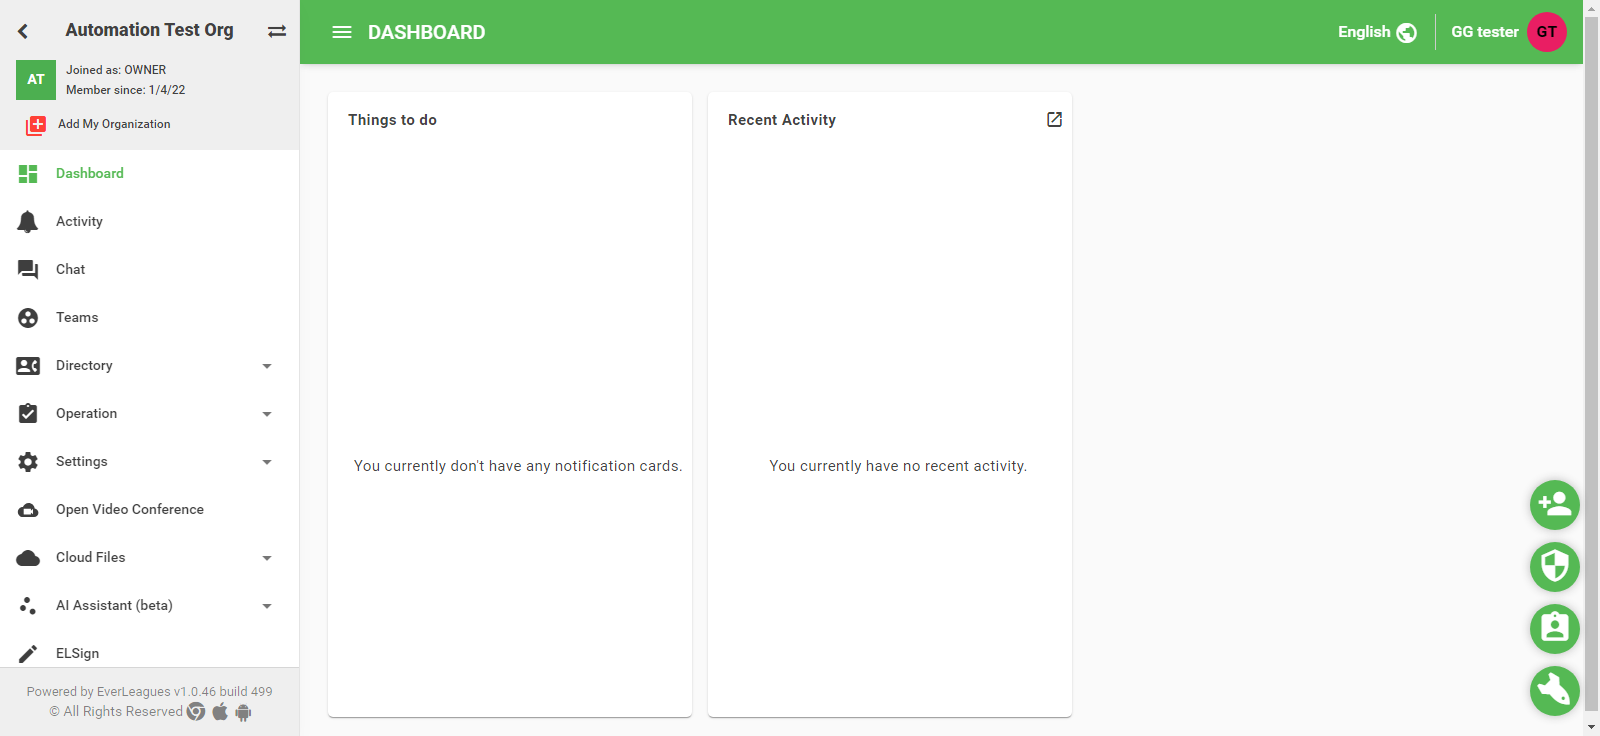 Automation Test Org
AT
Joined as: OWNER
Member since: 1/4/22
Add My Organization
Dashboard
Activity
Chat
Teams
Directory
Operation
Settings
Open Video Conference
Cloud Files
AI Assistant (beta)
ELSign
Powered by EverLeagues v1.0.46 build 499
© All Rights Reserved
DASHBOARD
English
GG tester
GT
Things to do
You currently don't have any notification cards.
Recent Activity
You currently have no recent activity.